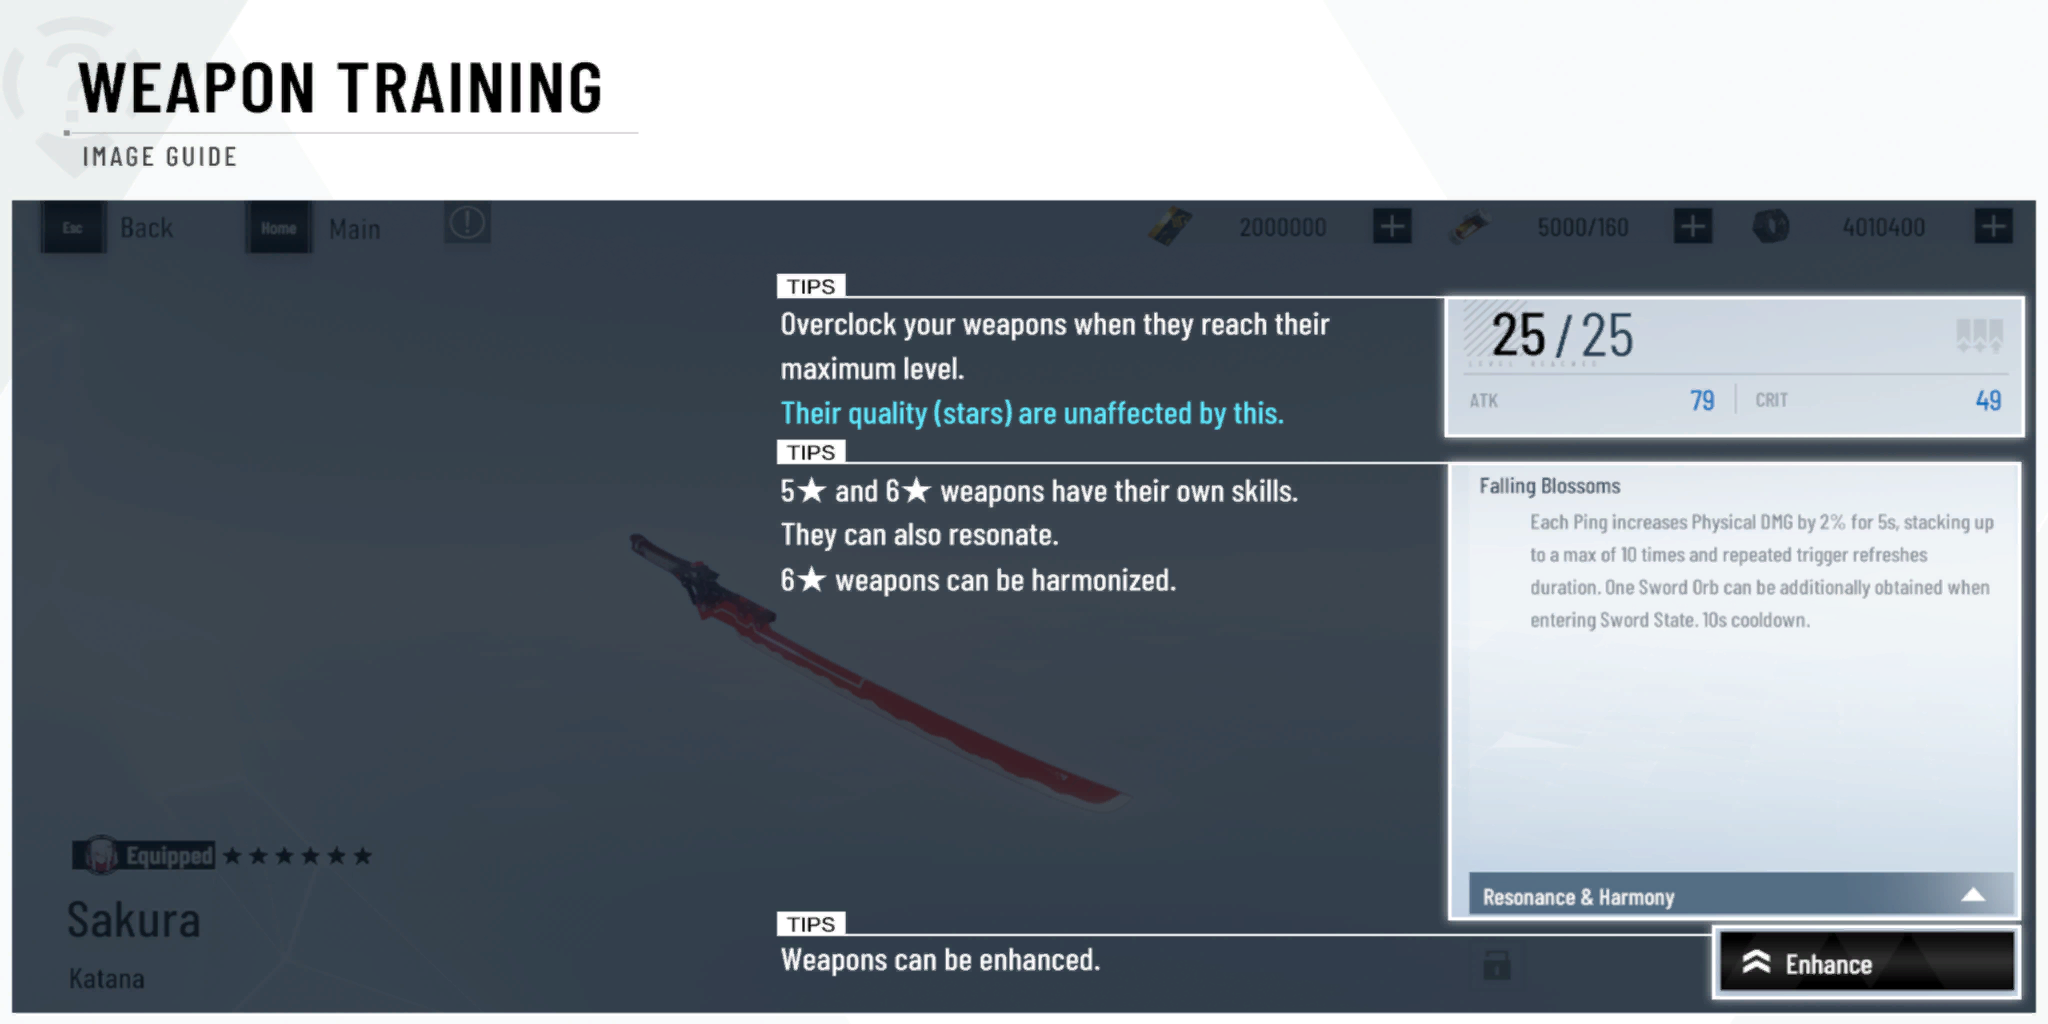 WEAPON TRAINING
IMAGE GUIDE
Esc Back Home Main 2000000 5000/160 4010400
TIPS
Overclock your weapons when they reach their
maximum level.
Their quality (stars) are unaffected by this.
25/25
ATK 79 CRIT 49
TIPS
5★ and 6★ weapons have their own skills.
They can also resonate.
6★ weapons can be harmonized.
Falling Blossoms
Each Ping increases Physical DMG by 2% for 5s, stacking up
to a max of 10 times and repeated trigger refreshes
duration. One Sword Orb can be additionally obtained when
entering Sword State. 10s cooldown.
Resonance & Harmony
Equipped ★★★★★★
Sakura
Katana
TIPS
Weapons can be enhanced.
Enhance